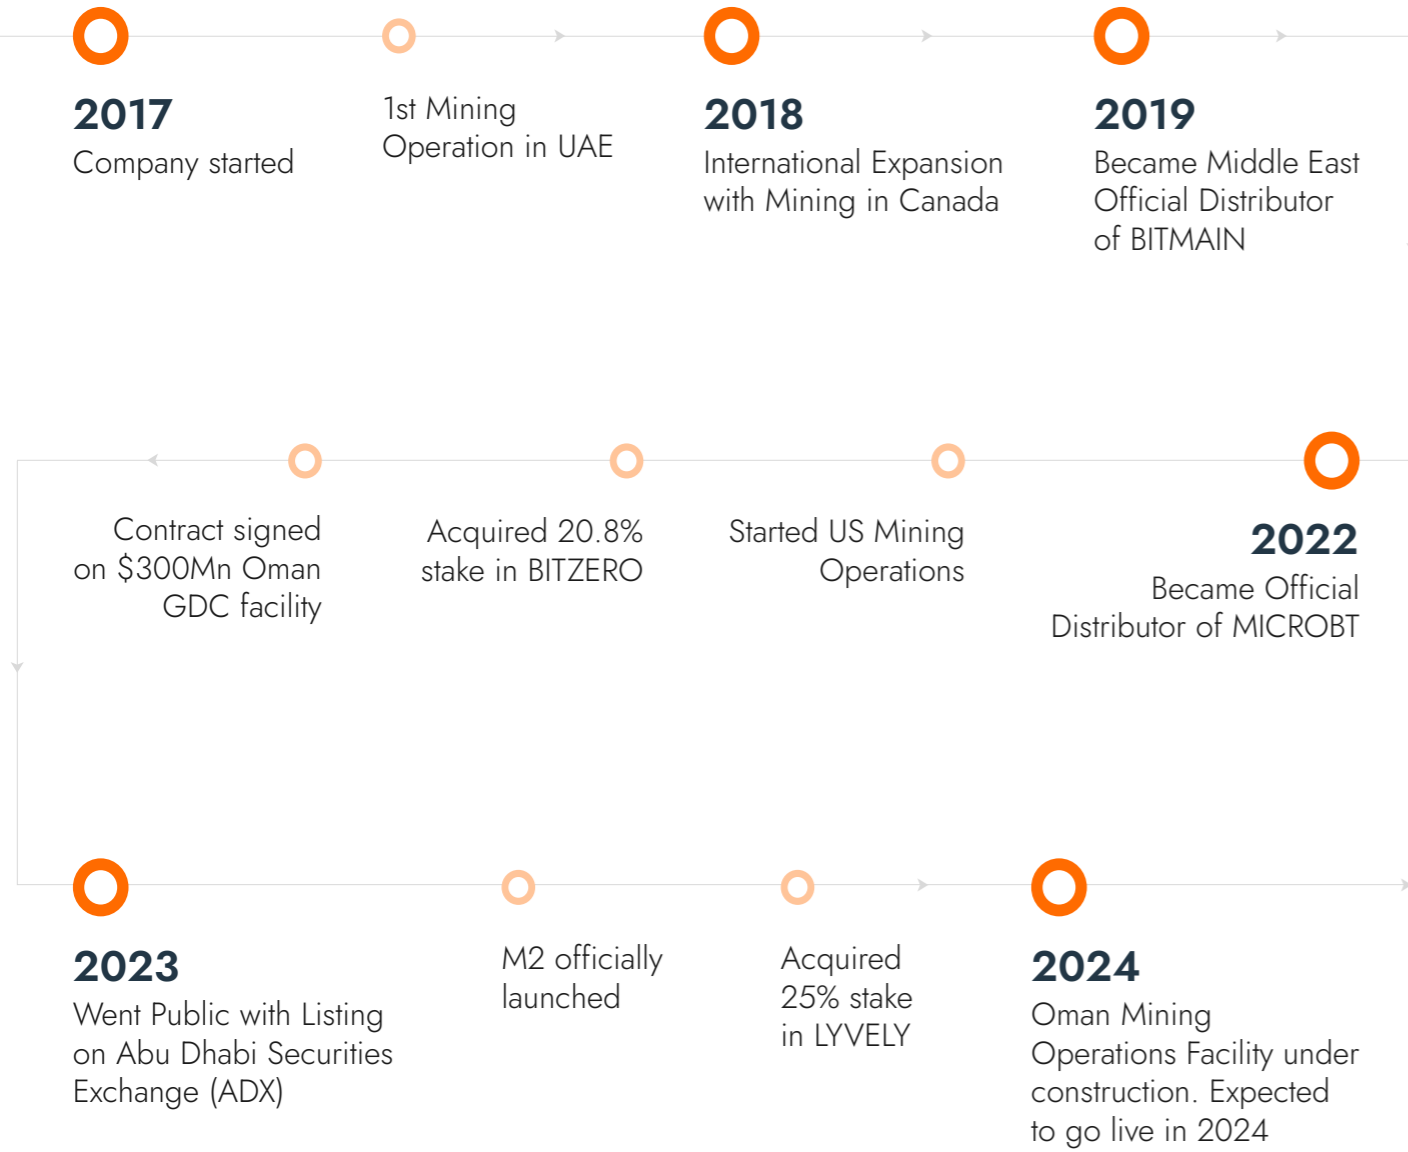 2017
Company started
1st Mining
Operation in UAE
2018
International Expansion
with Mining in Canada
2019
Became Middle East
Official Distributor
of BITMAIN
2022
Became Official
Distributor of MICROBT
Started US Mining
Operations
Acquired 20.8%
stake in BITZERO
Contract signed
on $300Mn Oman
GDC facility
2023
Went Public with Listing
on Abu Dhabi Securities
Exchange (ADX)
M2 officially
launched
Acquired
25% stake
in LYVELY
2024
Oman Mining
Operations Facility under
construction. Expected
to go live in 2024